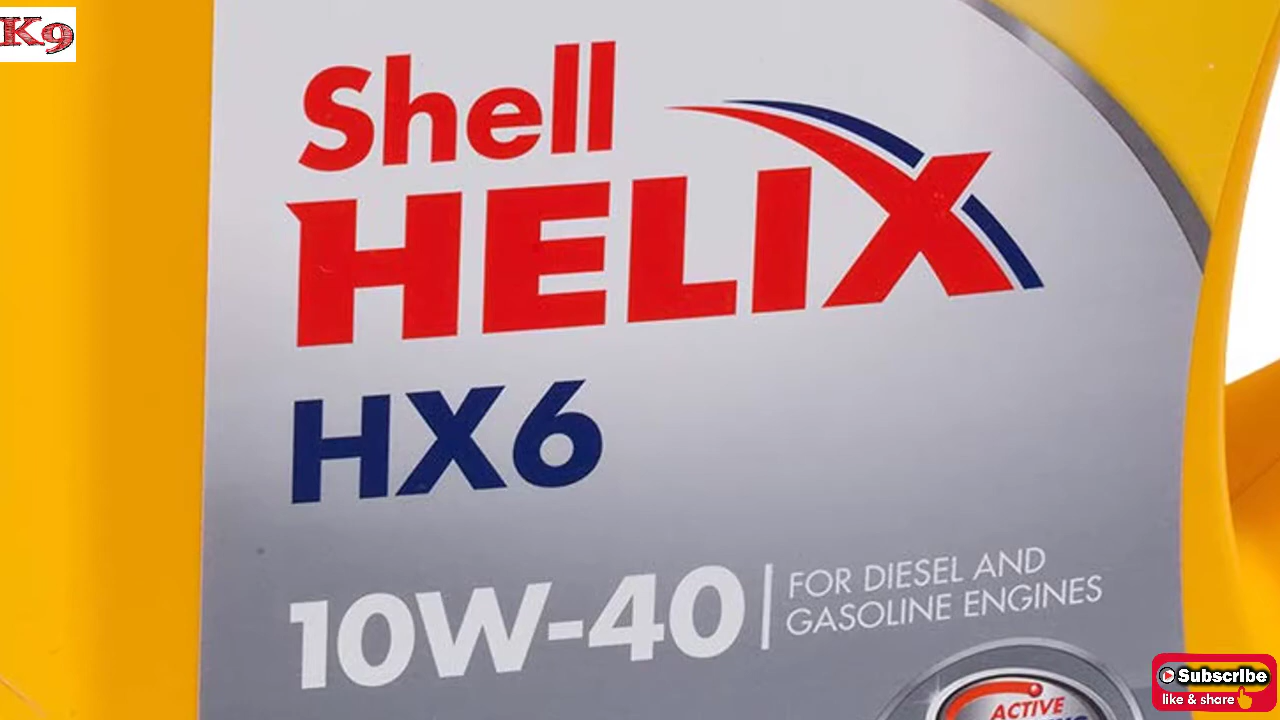 K9
Shell
HELIX
HX6
10W-40
FOR DIESEL AND
GASOLINE ENGINES
ACTIVE
Subscribe
like & share